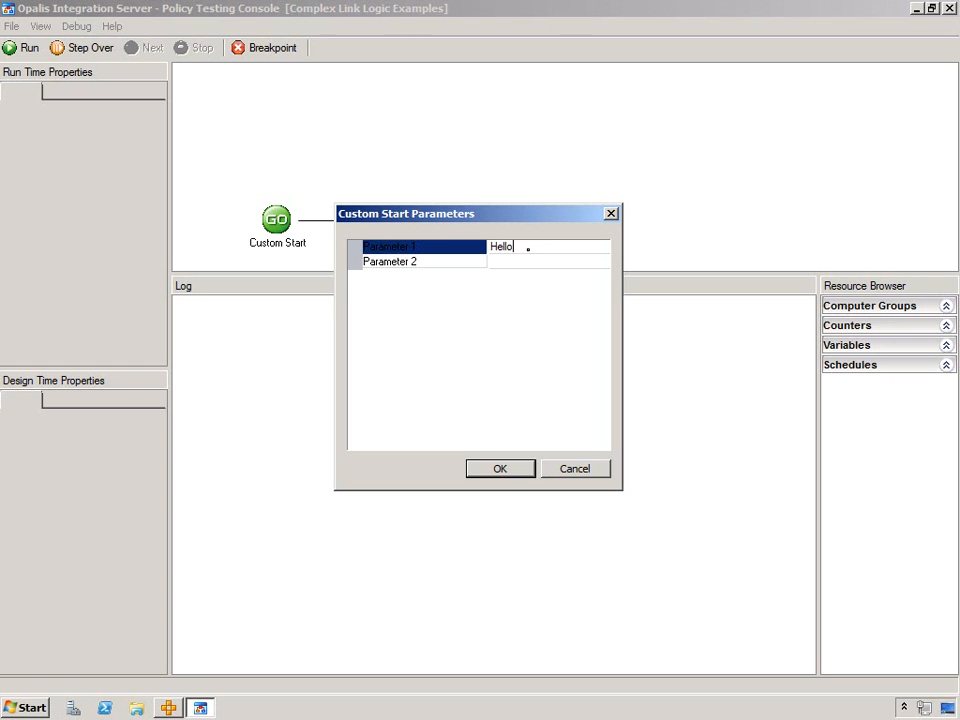 Opalis Integration Server - Policy Testing Console [Complex Link Logic Examples]
File View Debug Help
Run Step Over Next Stop Breakpoint
Run Time Properties
GO
Custom Start
Custom Start Parameters
Parameter 1 Hello
Parameter 2
OK Cancel
Log
Resource Browser
Computer Groups
Counters
Variables
Schedules
Design Time Properties
Start